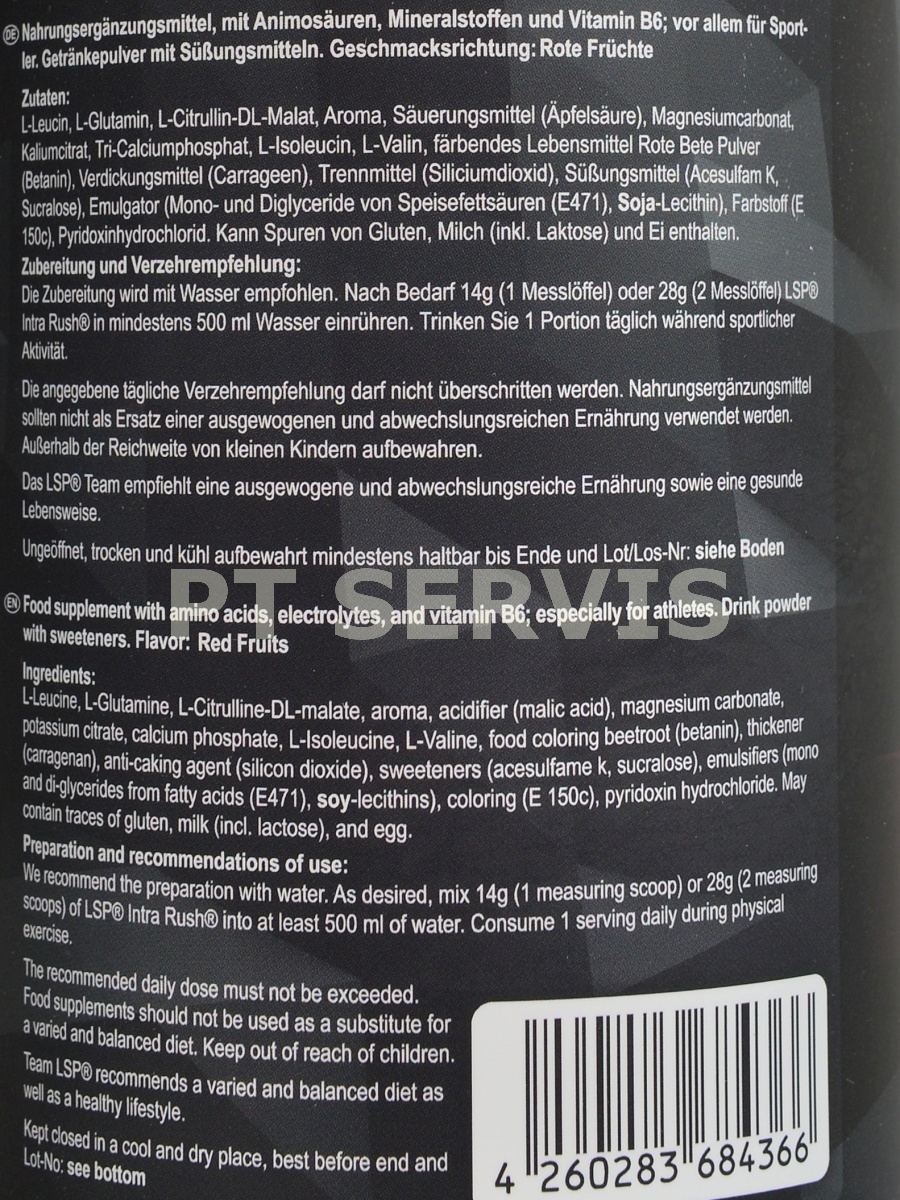 DE Nahrungsergänzungsmittel, mit Animosäuren, Mineralstoffen und Vitamin B6; vor allem für Sport-
ler. Getränkepulver mit Süßungsmitteln. Geschmacksrichtung: Rote Früchte
Zutaten:
L-Leucin, L-Glutamin, L-Citrullin-DL-Malat, Aroma, Säuerungsmittel (Äpfelsäure), Magnesiumcarbonat,
Kaliumcitrat, Tri-Calciumphosphat, L-Isoleucin, L-Valin, färbendes Lebensmittel Rote Bete Pulver
(Betanin), Verdickungsmittel (Carrageen), Trennmittel (Siliciumdioxid), Süßungsmittel (Acesulfam K,
Sucralose), Emulgator (Mono- und Diglyceride von Speisefettsäuren (E471), Soja-Lecithin), Farbstoff (E
150c), Pyridoxinhydrochlorid. Kann Spuren von Gluten, Milch (inkl. Laktose) und Ei enthalten.
Zubereitung und Verzehrempfehlung:
Die Zubereitung wird mit Wasser empfohlen. Nach Bedarf 14g (1 Messlöffel) oder 28g (2 Messlöffel) LSP®
Intra Rush® in mindestens 500 ml Wasser einrühren. Trinken Sie 1 Portion täglich während sportlicher
Aktivität.
Die angegebene tägliche Verzehrempfehlung darf nicht überschritten werden. Nahrungsergänzungsmittel
sollten nicht als Ersatz einer ausgewogenen und abwechslungsreichen Ernährung verwendet werden.
Außerhalb der Reichweite von kleinen Kindern aufbewahren.
Das LSP® Team empfiehlt eine ausgewogene und abwechslungsreiche Ernährung sowie eine gesunde
Lebensweise.
Ungeöffnet, trocken und kühl aufbewahrt mindestens haltbar bis Ende und Lot/Los-Nr: siehe Boden
PT SERVIS
EN Food supplement with amino acids, electrolytes, and vitamin B6; especially for athletes. Drink powder
with sweeteners. Flavor: Red Fruits
Ingredients:
L-Leucine, L-Glutamine, L-Citrulline-DL-malate, aroma, acidifier (malic acid), magnesium carbonate,
potassium citrate, calcium phosphate, L-Isoleucine, L-Valine, food coloring beetroot (betanin), thickener
(carragenan), anti-caking agent (silicon dioxide), sweeteners (acesulfame k, sucralose), emulsifiers (mono
and di-glycerides from fatty acids (E471), soy-lecithins), coloring (E 150c), pyridoxin hydrochloride. May
contain traces of gluten, milk (incl. lactose), and egg.
Preparation and recommendations of use:
We recommend the preparation with water. As desired, mix 14g (1 measuring scoop) or 28g (2 measuring
scoops) of LSP® Intra Rush® into at least 500 ml of water. Consume 1 serving daily during physical
exercise.
The recommended daily dose must not be exceeded.
Food supplements should not be used as a substitute for
a varied and balanced diet. Keep out of reach of children.
Team LSP® recommends a varied and balanced diet as
well as a healthy lifestyle.
Kept closed in a cool and dry place, best before end and
Lot-No: see bottom
4 260283 684366